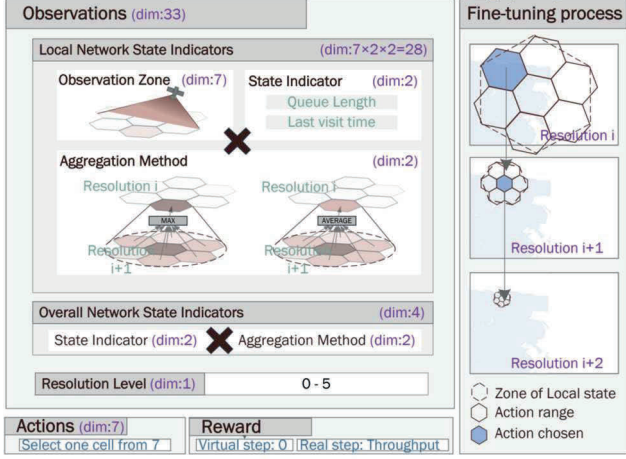 Observations (dim:33)
Local Network State Indicators (dim:7×2×2=28)
Observation Zone (dim:7)
State Indicator (dim:2)
Queue Length
Last visit time
Aggregation Method (dim:2)
Resolution i
MAX
Resolution
i+1
Resolution i
AVERAGE
Resolution
i+1
Overall Network State Indicators (dim:4)
State Indicator (dim:2) Aggregation Method (dim:2)
Resolution Level (dim:1) 0 - 5
Actions (dim:7)
Select one cell from 7
Reward
Virtual step: 0 Real step: Throughput
Fine-tuning process
Resolution i
Resolution i+1
Resolution i+2
Zone of Local state
Action range
Action chosen